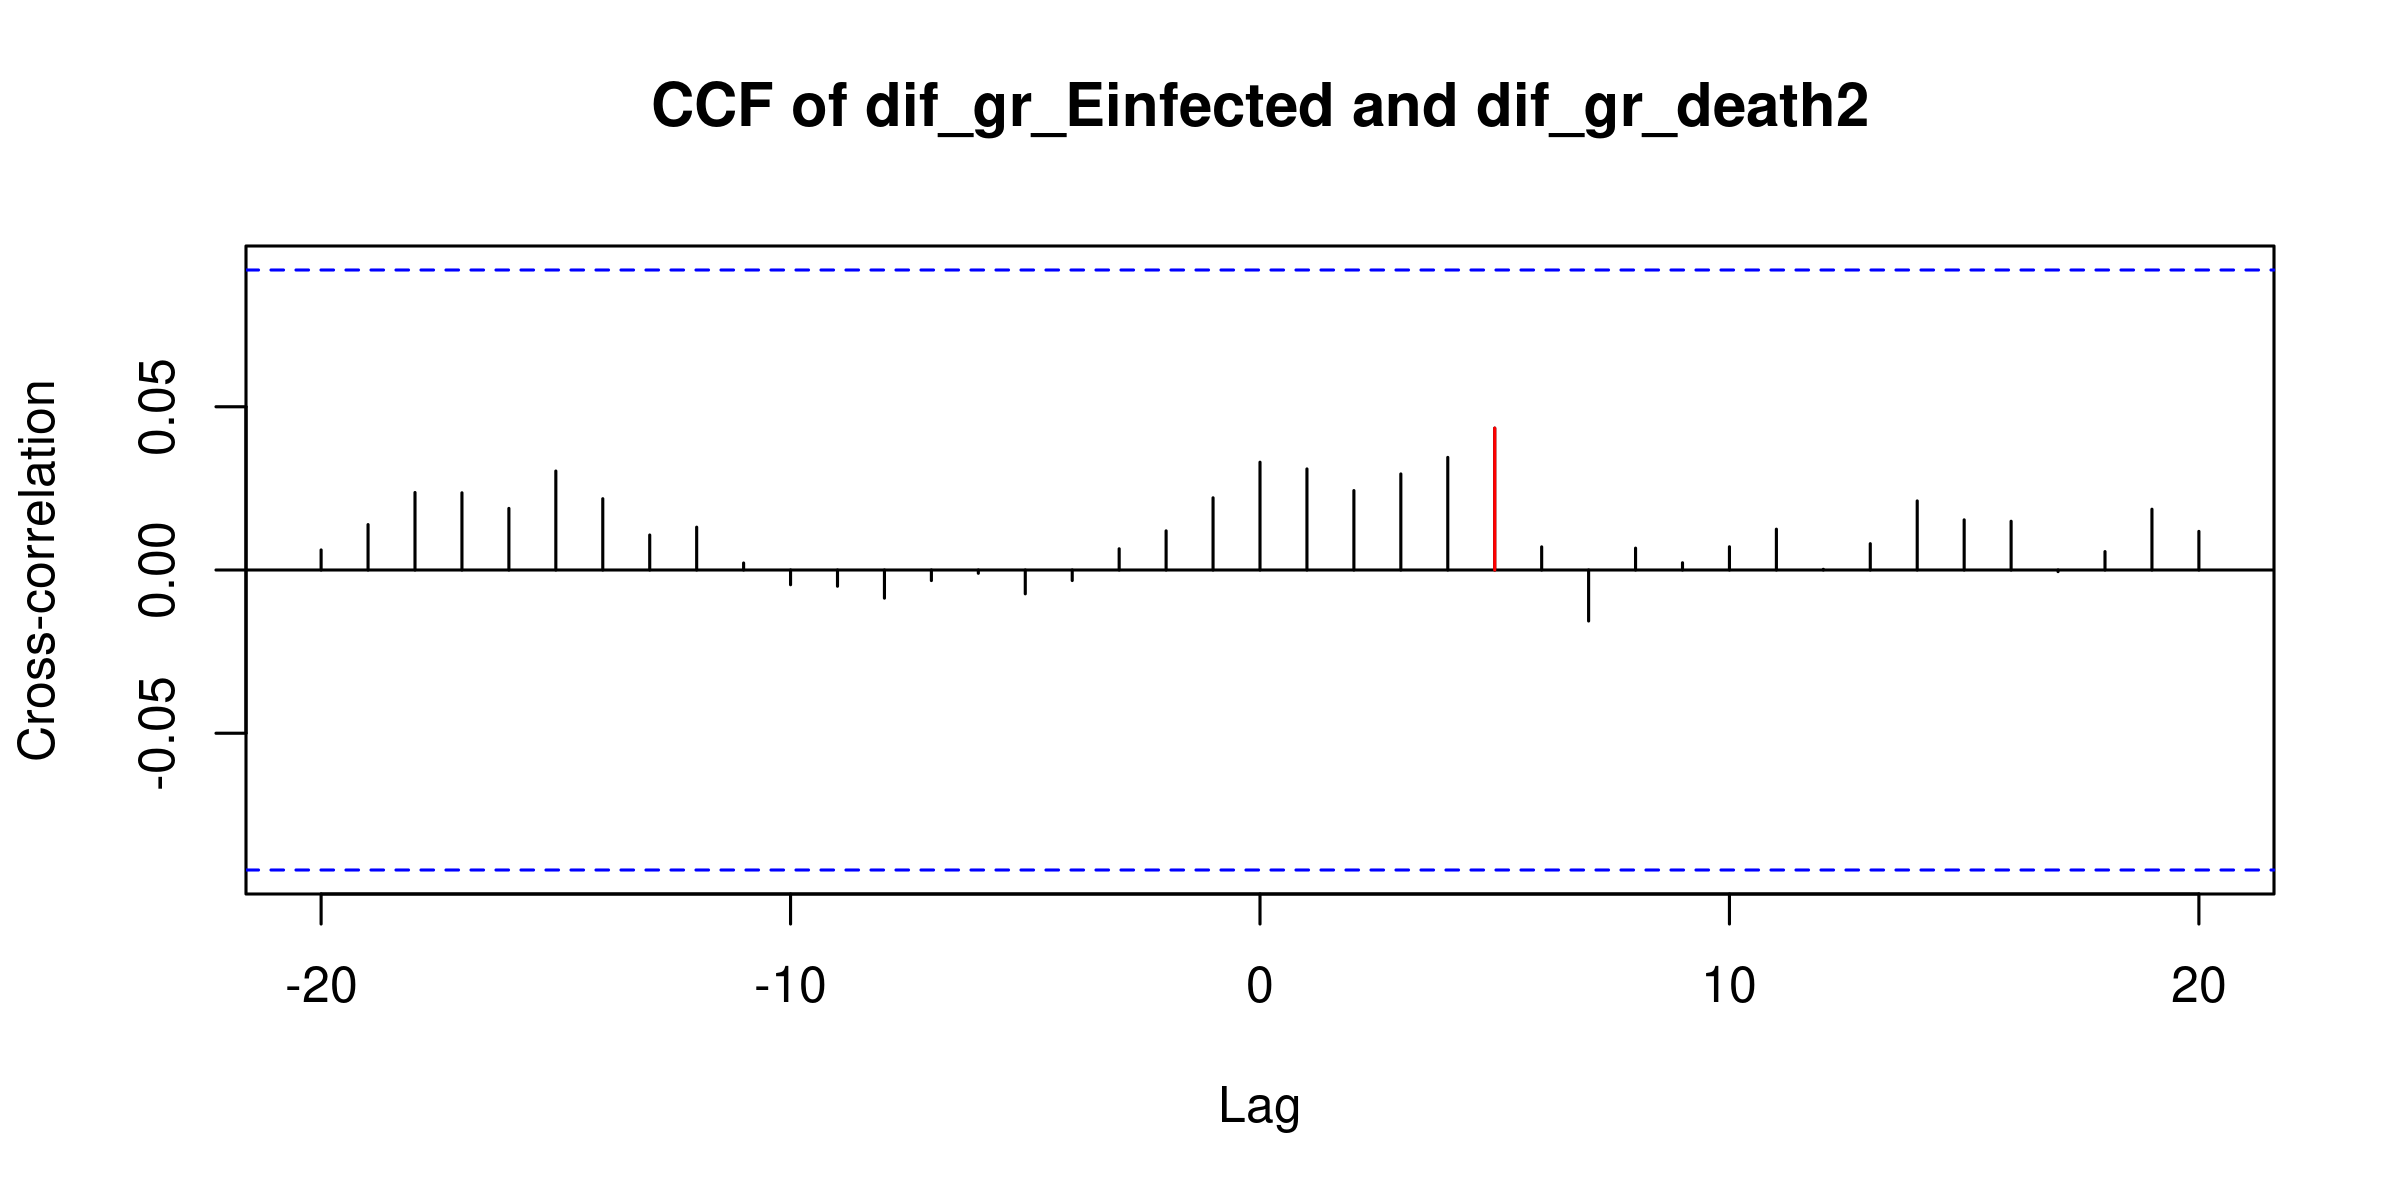 CCF of dif_gr_Einfected and dif_gr_death2
Cross-correlation
0.05
0.00
-0.05
-20 -10 0 10 20
Lag